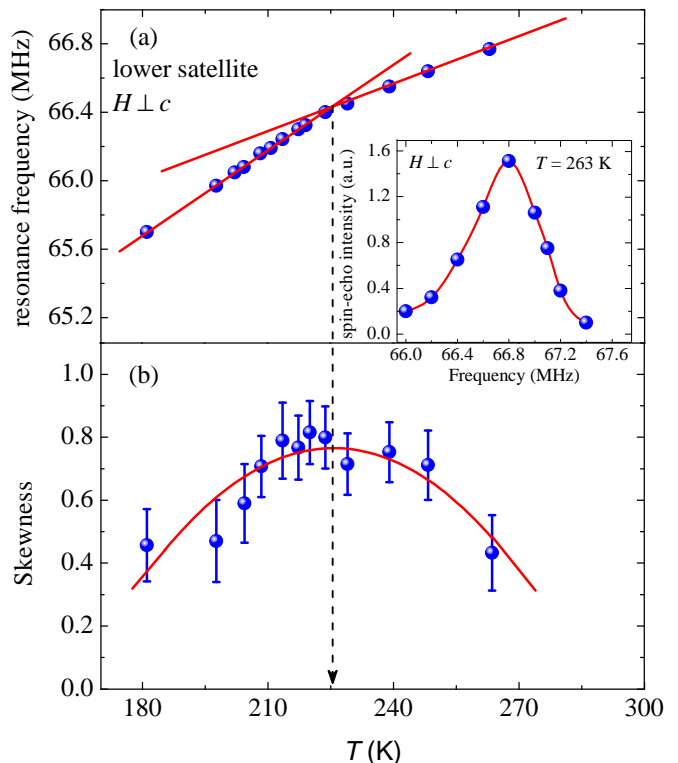 (a)
lower satellite
H ⊥ c
resonance frequency (MHz)
66.8
66.4
66.0
65.6
65.2
H ⊥ c
T = 263 K
spin-echo intensity (a.u.)
1.6
1.2
0.8
0.4
0.0
66.0 66.4 66.8 67.2 67.6
Frequency (MHz)
(b)
Skewness
1.0
0.8
0.6
0.4
0.2
0.0
180 210 240 270 300
T (K)